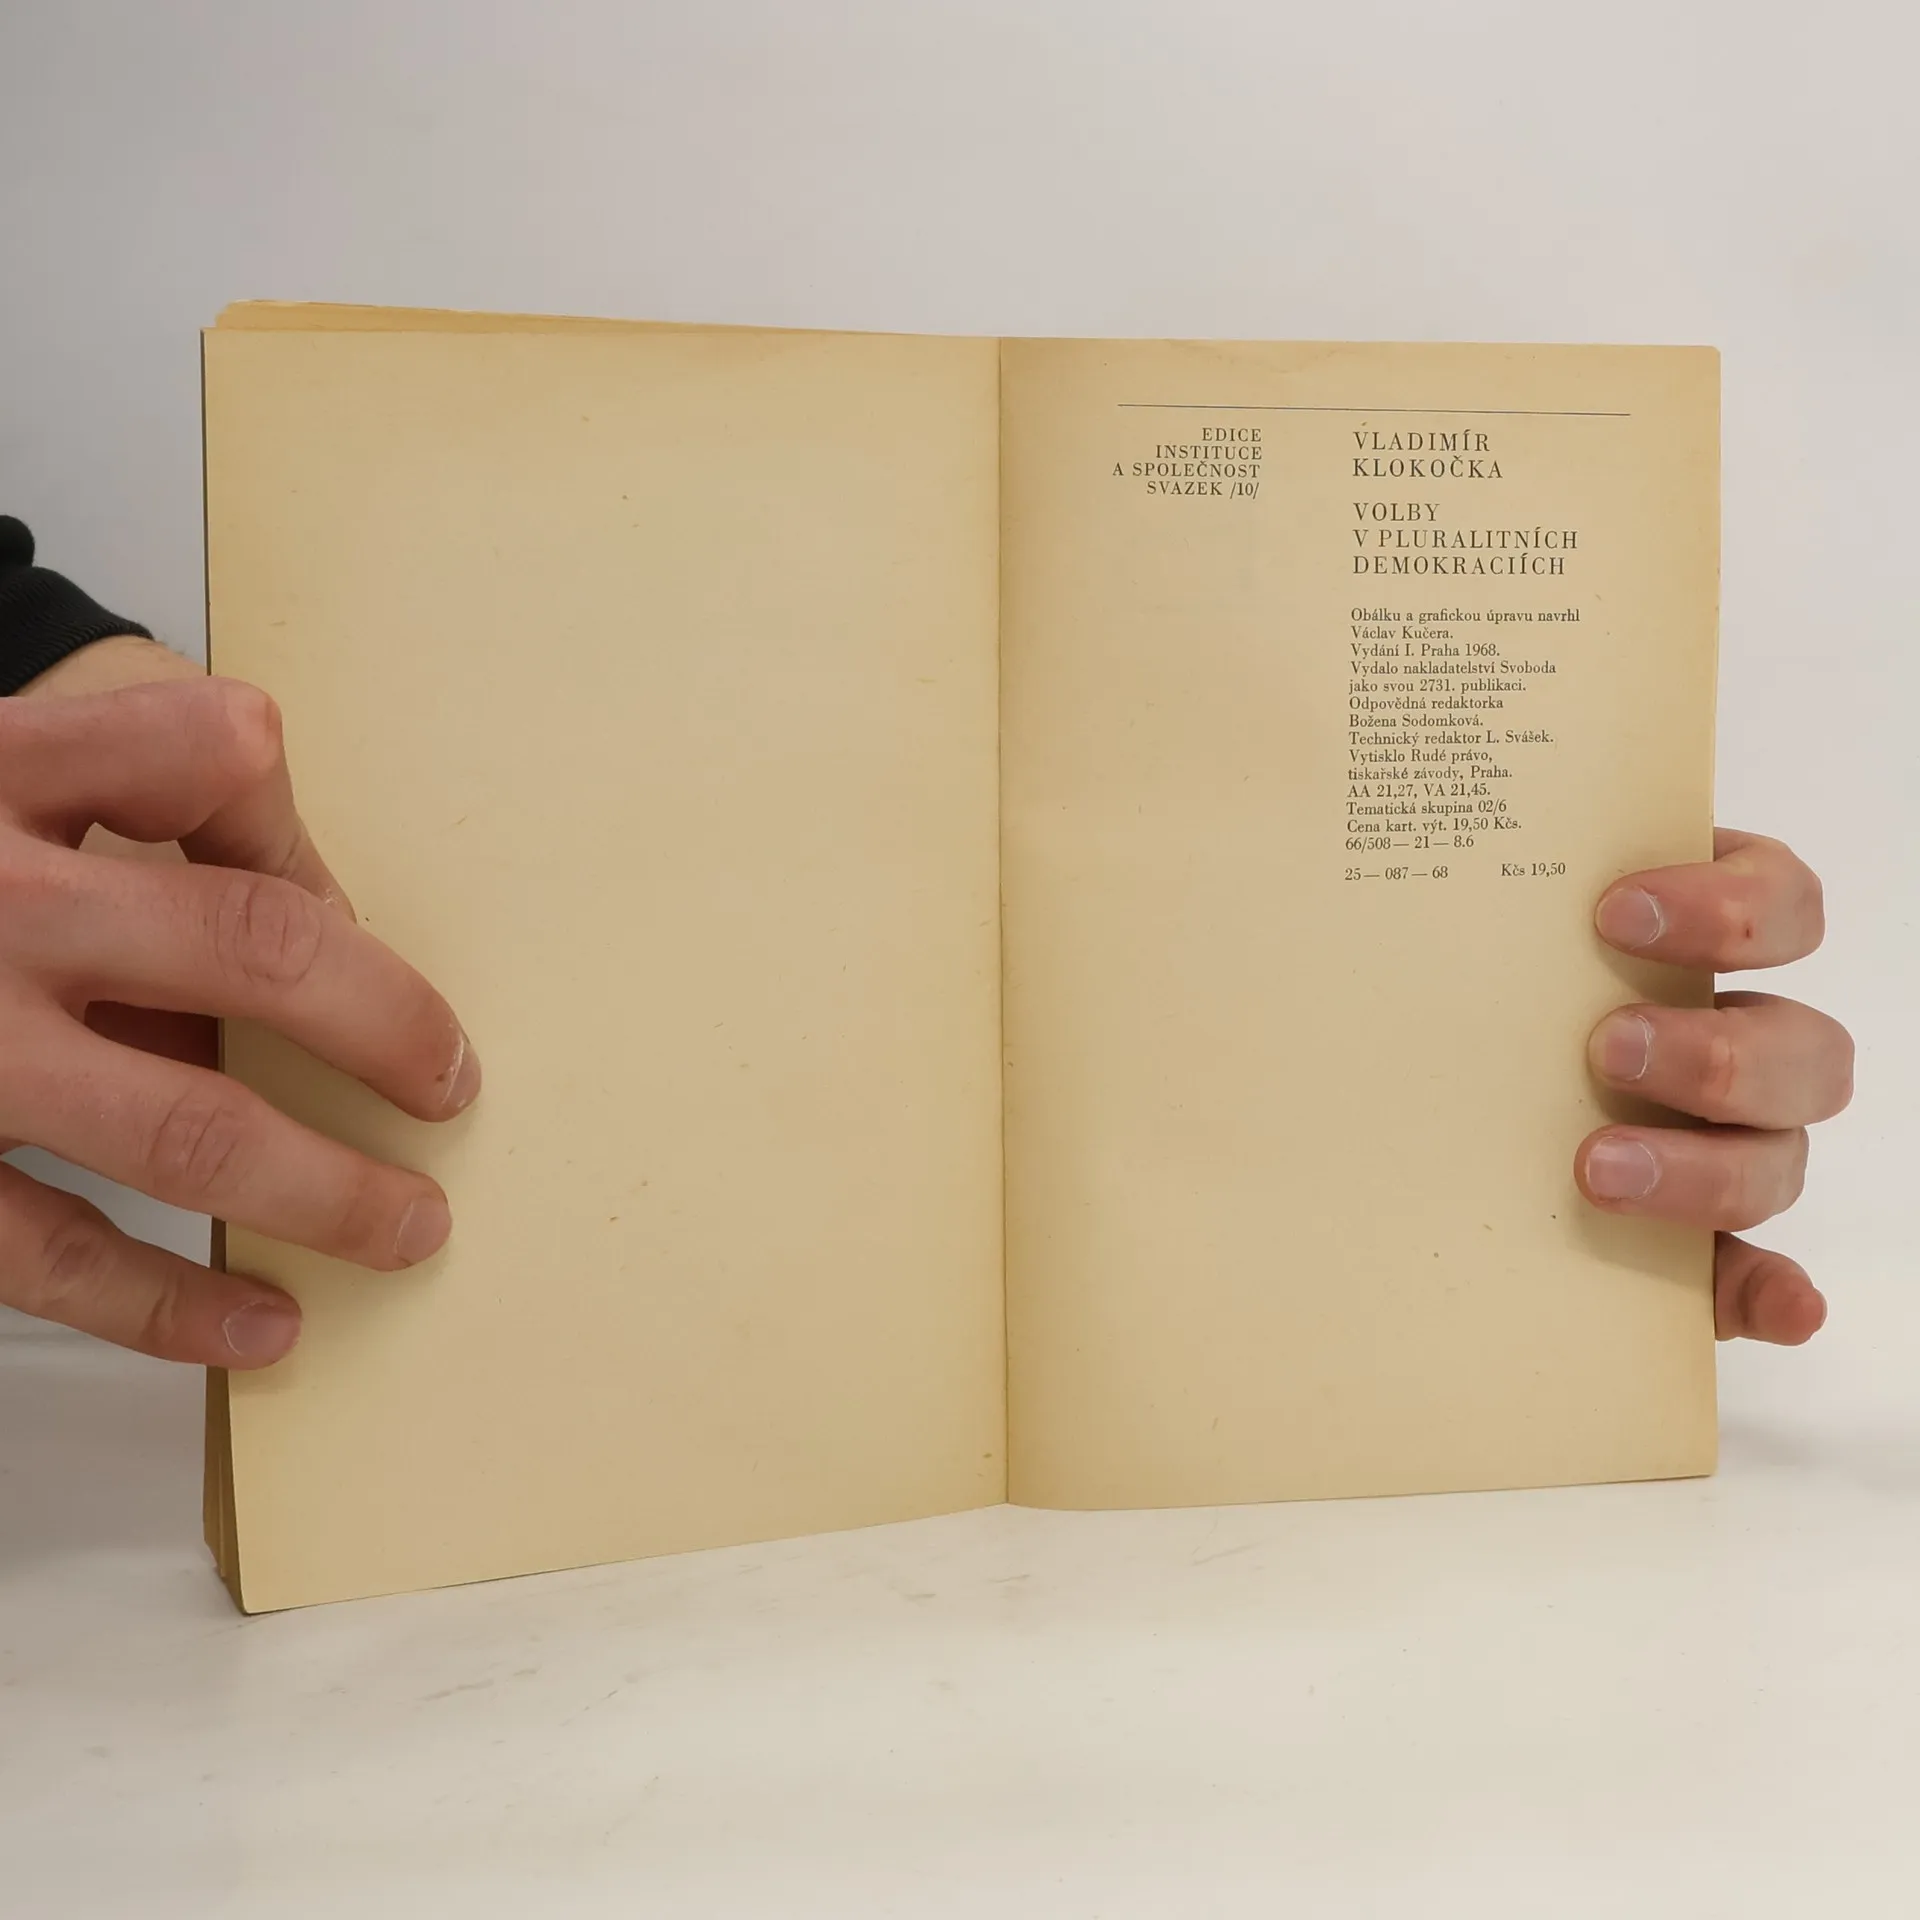 EDICE
INSTITUCE
A SPOLEČNOST
SVAZEK /10/
VLADIMÍR
KLOKOČKA
VOLBY
V PLURALITNÍCH
DEMOKRACIÍCH
Obálku a grafickou úpravu navrhl
Václav Kučera.
Vydání I. Praha 1968.
Vydalo nakladatelství Svoboda
jako svou 2731. publikaci.
Odpovědná redaktorka
Božena Sodomková.
Technický redaktor L. Svášek.
Vytisklo Rudé právo,
tiskařské závody, Praha.
AA 21,27, VA 21,45.
Tematická skupina 02/6
Cena kart. výt. 19,50 Kčs.
66/508 — 21 — 8.6
25 — 087 — 68 Kčs 19,50